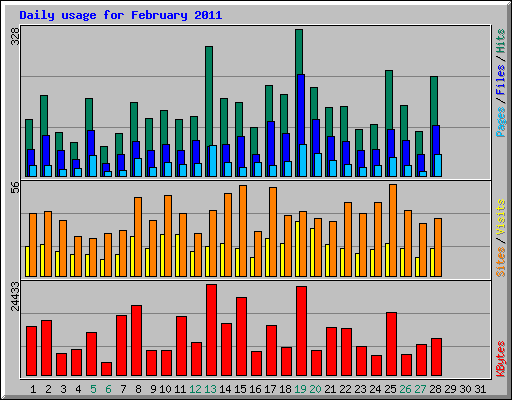 Daily usage for February 2011
328
Pages / Files / Hits
56
Sites / Visits
24433
KBytes
1 2 3 4 5 6 7 8 9 10 11 12 13 14 15 16 17 18 19 20 21 22 23 24 25 26 27 28 29 30 31